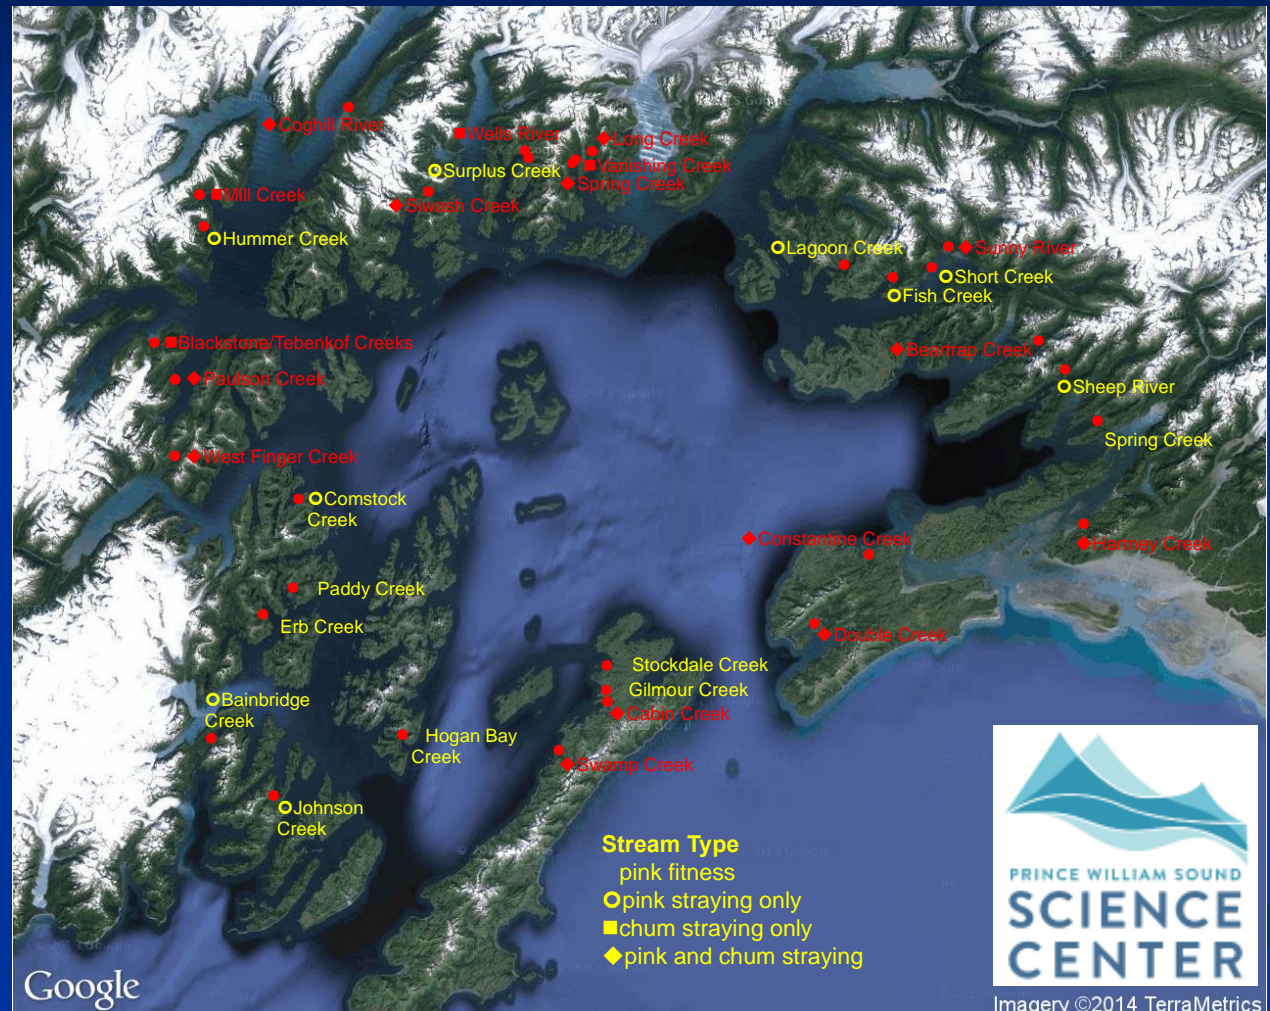 Coghill River
Wells River
Long Creek
Surplus Creek
Vanishing Creek
Spring Creek
Mill Creek
Siwash Creek
Hummer Creek
Lagoon Creek
Sunny River
Short Creek
Fish Creek
Blackstone/Tebenkof Creeks
Beartrap Creek
Paulson Creek
Sheep River
Spring Creek
West Finger Creek
Comstock
Creek
Constantine Creek
Hartney Creek
Paddy Creek
Erb Creek
Double Creek
Stockdale Creek
Gilmour Creek
Bainbridge
Creek
Cabin Creek
Hogan Bay
Creek
Swamp Creek
Johnson
Creek
Stream Type
pink fitness
pink straying only
chum straying only
pink and chum straying
PRINCE WILLIAM SOUND
SCIENCE
CENTER
Google
Imagery ©2014 TerraMetrics